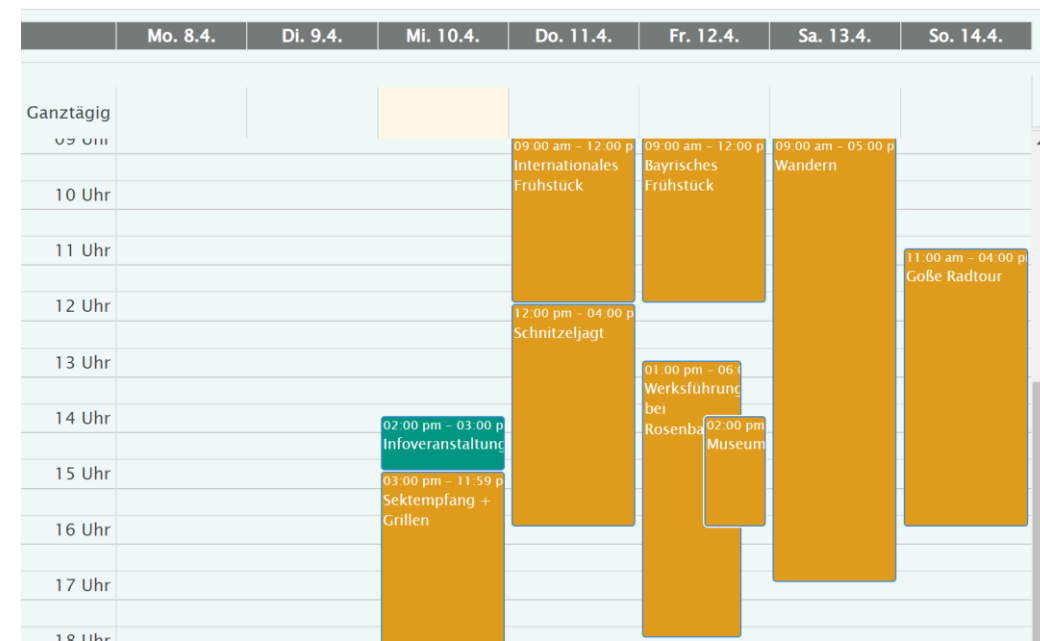 Mo. 8.4. Di. 9.4. Mi. 10.4. Do. 11.4. Fr. 12.4. Sa. 13.4. So. 14.4.
Ganztägig
09 Uhr
10 Uhr
11 Uhr
12 Uhr
13 Uhr
14 Uhr
15 Uhr
16 Uhr
17 Uhr
18 Uhr
02:00 pm – 03:00 p
Infoveranstaltung
03:00 pm – 11:59 p
Sektempfang +
Grillen
09:00 am – 12:00 p
Internationales
Frühstück
12:00 pm – 04:00 p
Schnitzeljagt
09:00 am – 12:00 p
Bayrisches
Frühstück
01:00 pm – 06:
Werksführung
bei
Rosenba
02:00 pm
Museum
09:00 am – 05:00 p
Wandern
11:00 am – 04:00 p
Goße Radtour